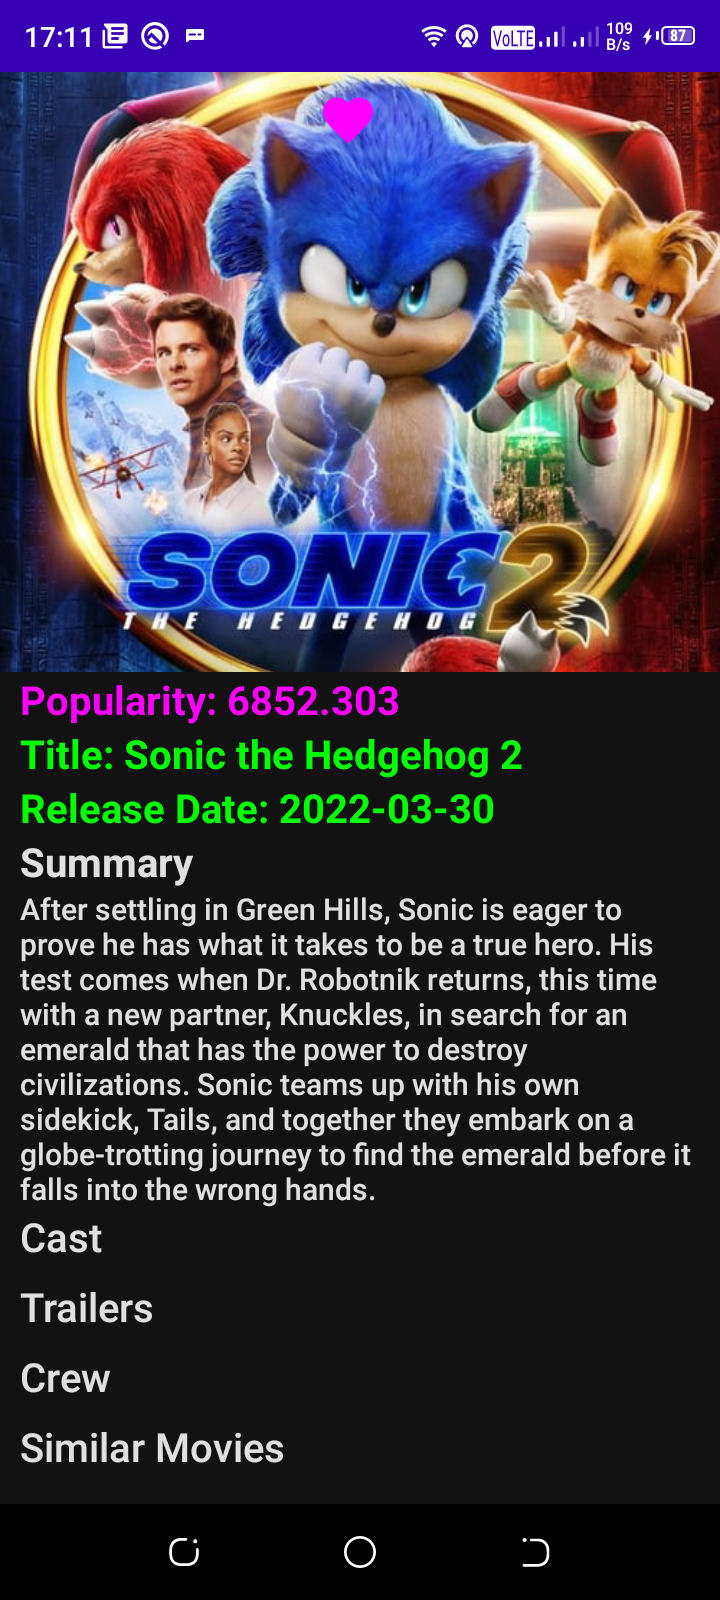 17:11 VoLTE 109 B/s 87
SONIC 2
THE HEDGEHOG
Popularity: 6852.303
Title: Sonic the Hedgehog 2
Release Date: 2022-03-30
Summary
After settling in Green Hills, Sonic is eager to
prove he has what it takes to be a true hero. His
test comes when Dr. Robotnik returns, this time
with a new partner, Knuckles, in search for an
emerald that has the power to destroy
civilizations. Sonic teams up with his own
sidekick, Tails, and together they embark on a
globe-trotting journey to find the emerald before it
falls into the wrong hands.
Cast
Trailers
Crew
Similar Movies